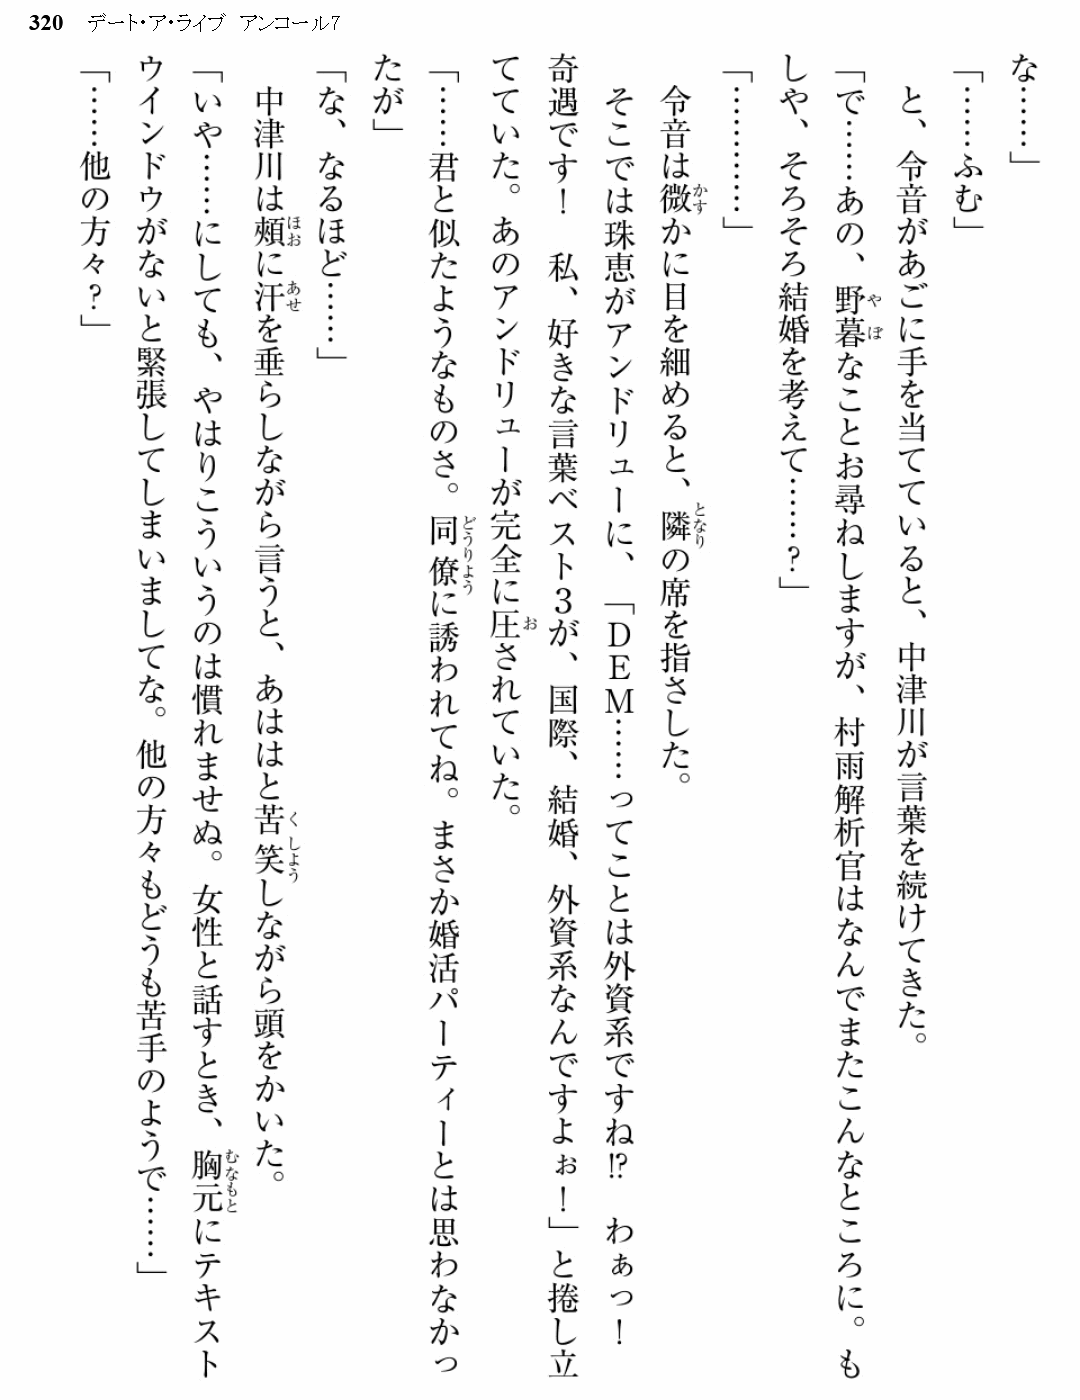 320 デート・ア・ライブ アンコール7
な……」
「……ふむ」
と、令音があごに手を当てていると、中津川が言葉を続けてきた。
「で……あの、野暮なことお尋ねしますが、村雨解析官はなんでまたこんなところに。も
しや、そろそろ結婚を考えて……?」
「…………」
令音は微かに目を細めると、隣の席を指さした。
そこでは珠恵がアンドリューに、「DEM……ってことは外資系ですね!? わぁっ!
奇遇です! 私、好きな言葉ベスト3が、国際、結婚、外資系なんですよぉ!」と捲し立
てていた。あのアンドリューが完全に圧されていた。
「……君と似たようなものさ。同僚に誘われてね。まさか婚活パーティーとは思わなかっ
たが」
「な、なるほど……」
中津川は頰に汗を垂らしながら言うと、あははと苦笑しながら頭をかいた。
「いや……にしても、やはりこういうのは慣れませぬ。女性と話すとき、胸元にテキスト
ウインドウがないと緊張してしまいましてな。他の方々もどうも苦手のようで……」
「……他の方々?」